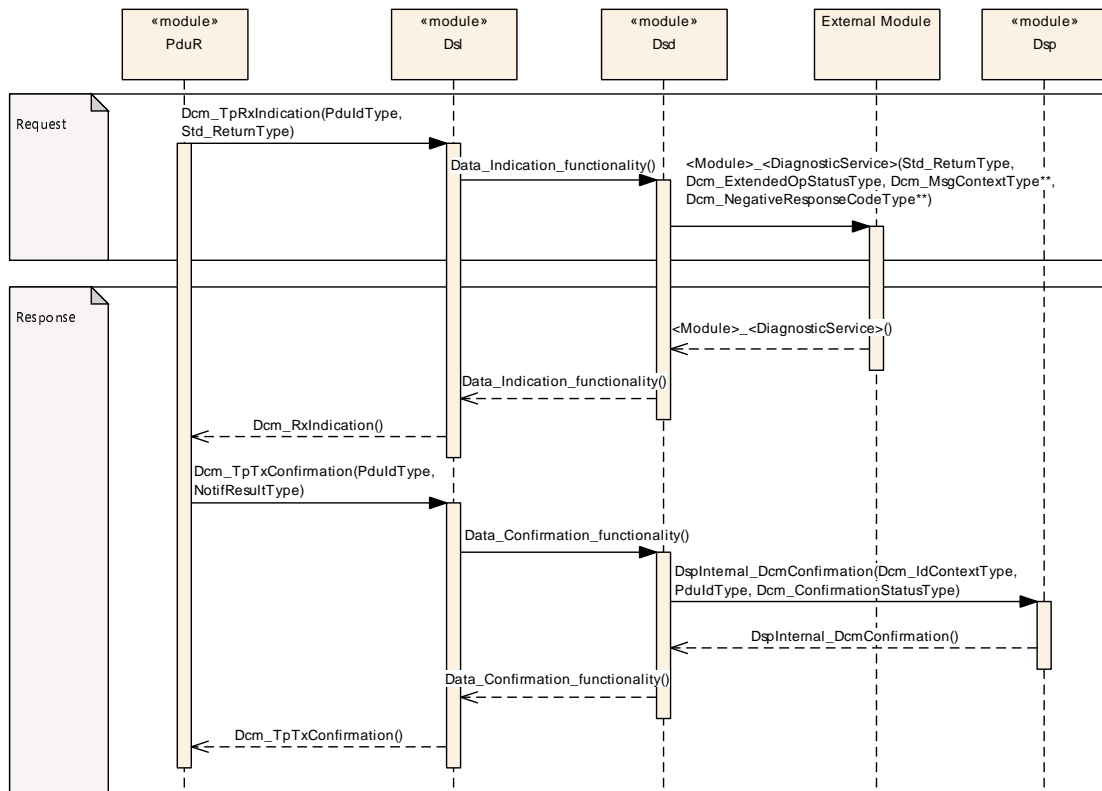 «module»
PduR
«module»
Dsl
«module»
Dsd
External Module
«module»
Dsp
Request
Dcm_TpRxIndication(PduIdType,
Std_ReturnType)
Data_Indication_functionality()
<Module>_<DiagnosticService>(Std_ReturnType,
Dcm_ExtendedOpStatusType, Dcm_MsgContextType**,
Dcm_NegativeResponseCodeType**)
Response
<Module>_<DiagnosticService>()
Data_Indication_functionality()
Dcm_RxIndication()
Dcm_TpTxConfirmation(PduIdType,
NotifResultType)
Data_Confirmation_functionality()
DspInternal_DcmConfirmation(Dcm_IdContextType,
PduIdType, Dcm_ConfirmationStatusType)
DspInternal_DcmConfirmation()
Data_Confirmation_functionality()
Dcm_TpTxConfirmation()